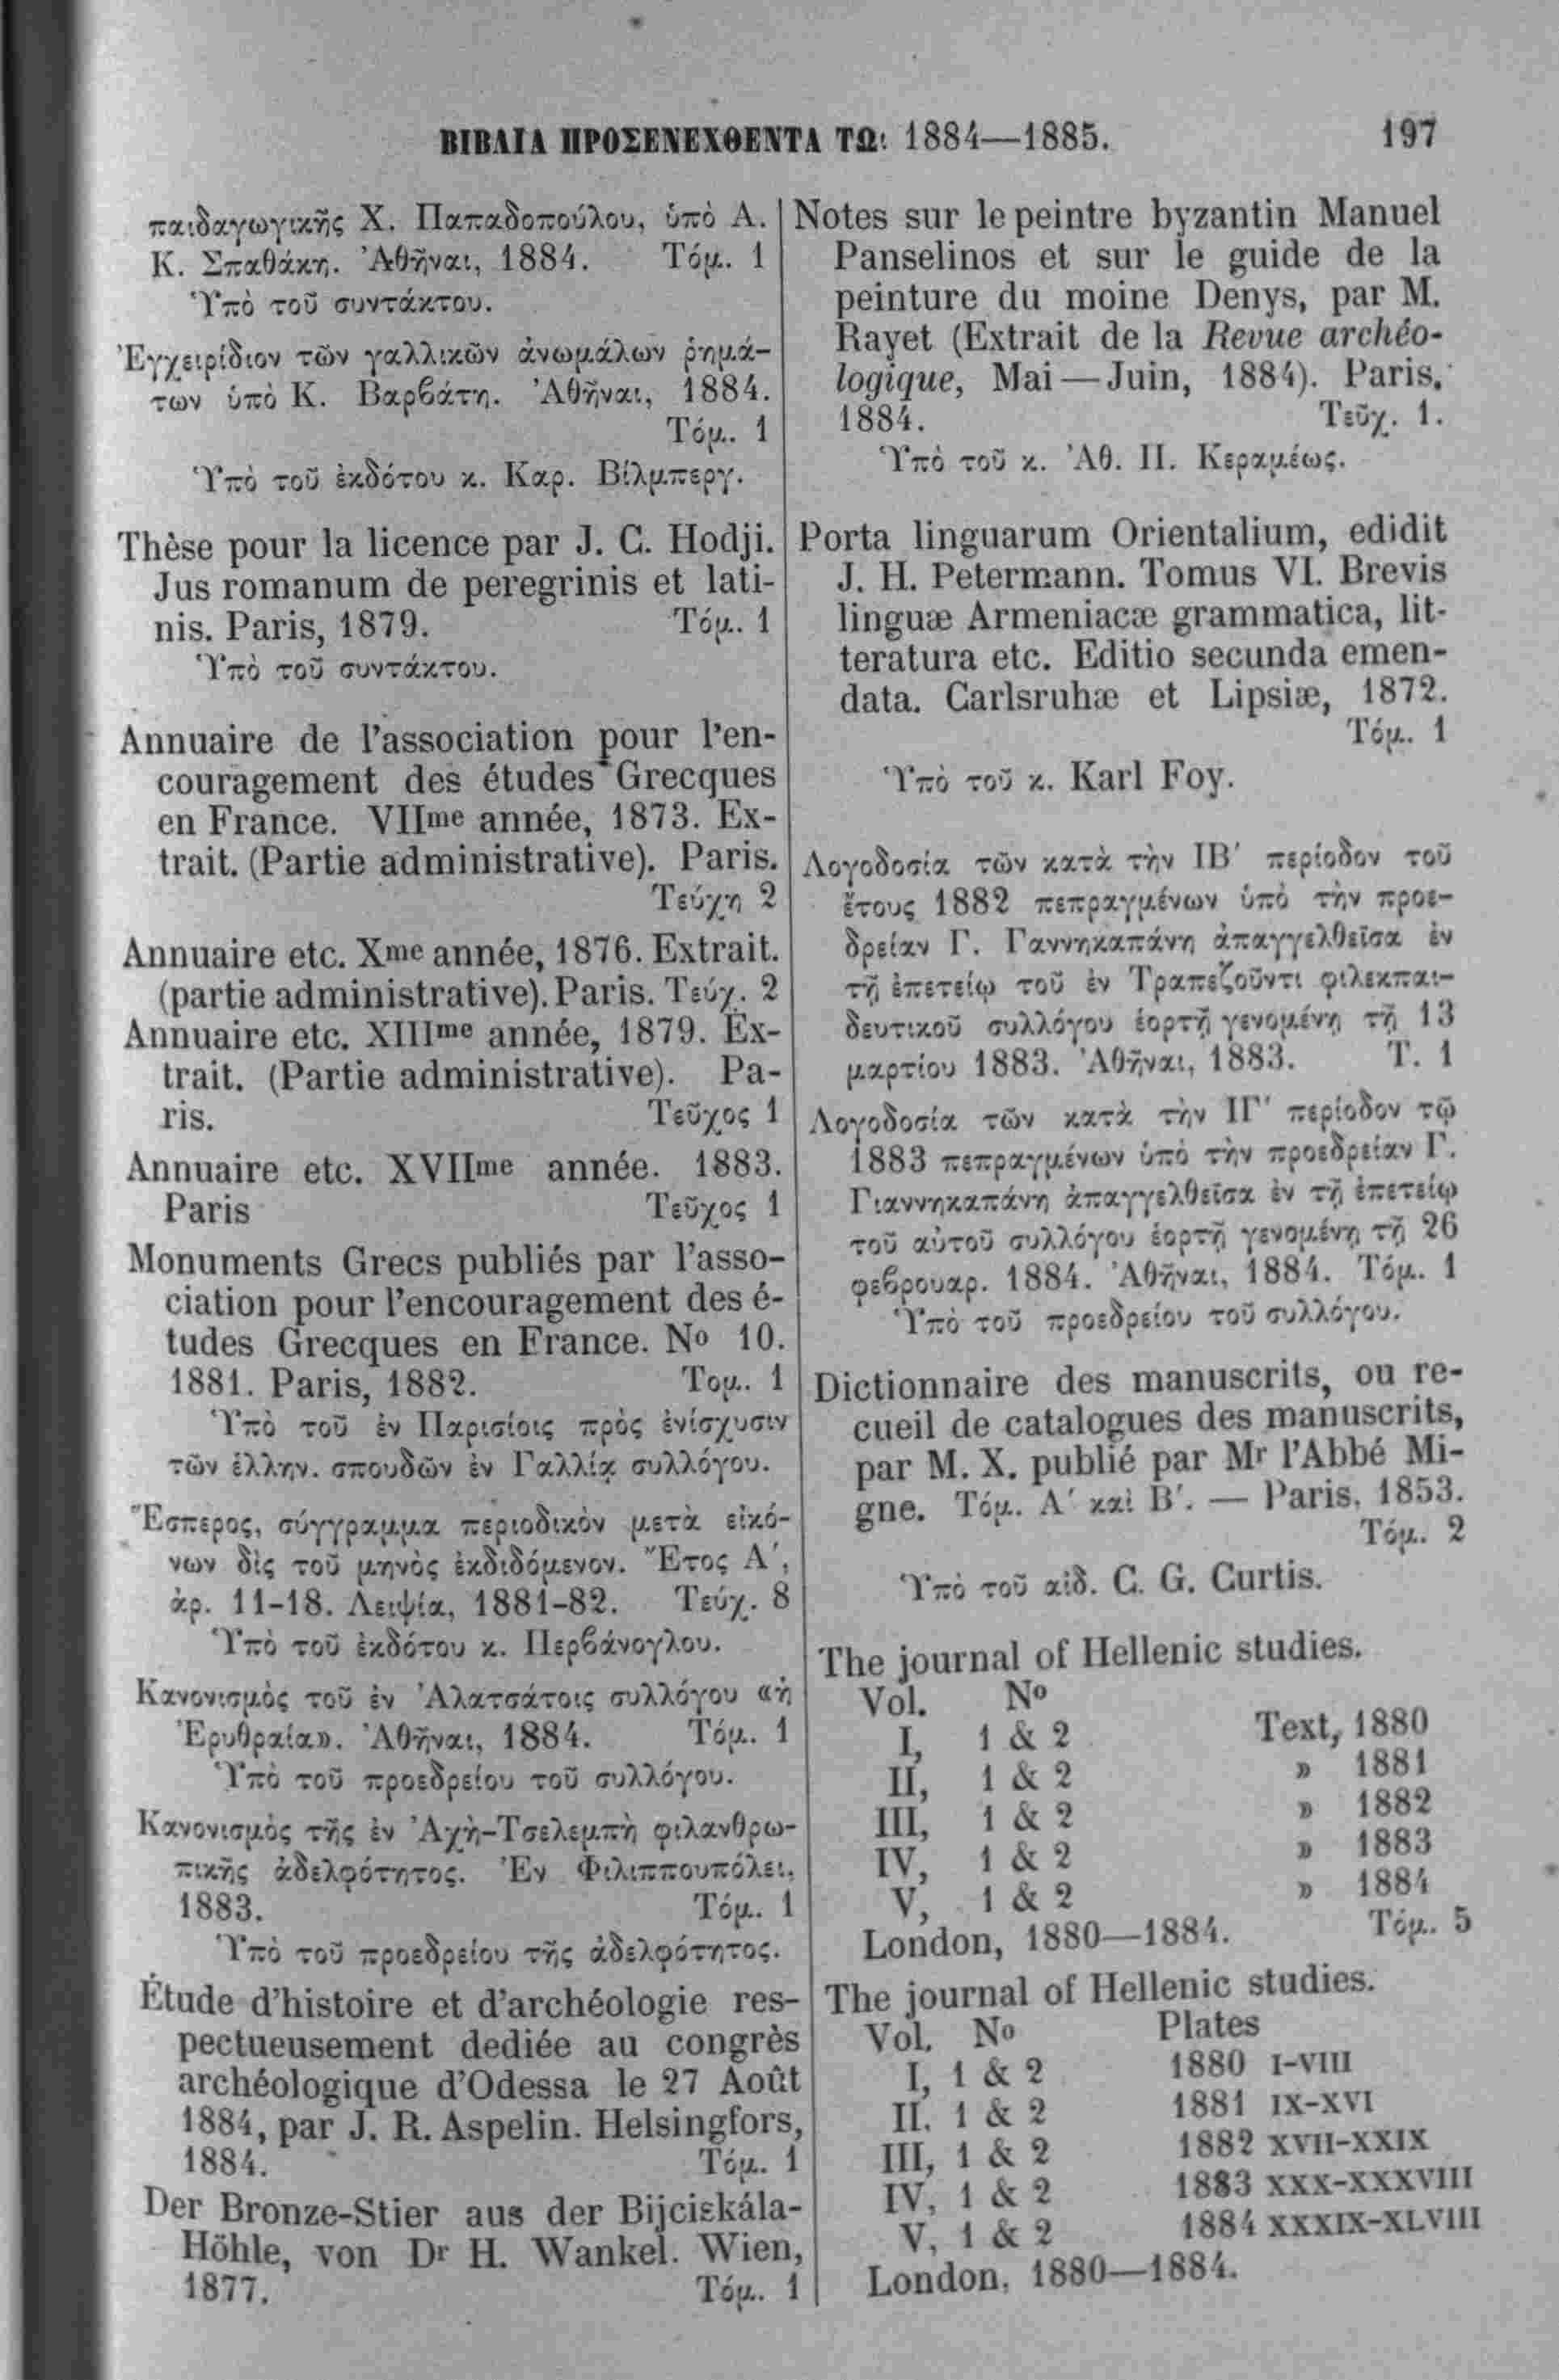 ΒΙΒΛΙΑ ΠΡΟΣΕΝΕΧΘΕΝΤΑ ΤΩι 1884—1885. 197
παιδαγωγικῆς Χ. Παπαδοπούλου, ὑπὸ Α.
Κ. Σπαθάκη. Ἀθῆναι, 1884. Τόμ. 1
Ὑπὸ τοῦ συντάκτου.
Ἐγχειρίδιον τῶν γαλλικῶν ἀνωμάλων ῥημά-
των ὑπὸ Κ. Βαρβάτη. Ἀθῆναι, 1884.
Τόμ. 1
Ὑπὸ τοῦ ἐκδότου κ. Καρ. Βίλμπεργ.
Thèse pour la licence par J. C. Hodji.
Jus romanum de peregrinis et lati-
nis. Paris, 1879. Τόμ. 1
Ὑπὸ τοῦ συντάκτου.
Annuaire de l'association pour l'en-
couragement des études Grecques
en France. VIIme année, 1873. Ex-
trait. (Partie administrative). Paris.
Τεύχη 2
Annuaire etc. Xme année, 1876. Extrait.
(partie administrative). Paris. Τεύχ. 2
Annuaire etc. XIIIme année, 1879. Ex-
trait. (Partie administrative). Pa-
ris. Τεῦχος 1
Annuaire etc. XVIIme année. 1883.
Paris Τεῦχος 1
Monuments Grecs publiés par l'asso-
ciation pour l'encouragement des é-
tudes Grecques en France. No 10.
1881. Paris, 1882. Τομ. 1
Ὑπὸ τοῦ ἐν Παρισίοις πρὸς ἐνίσχυσιν
τῶν ἑλλην. σπουδῶν ἐν Γαλλίᾳ συλλόγου.
Ἕσπερος, σύγγραμμα περιοδικὸν μετὰ εἰκό-
νων δὶς τοῦ μηνὸς ἐκδιδόμενον. Ἔτος Α΄,
ἀρ. 11-18. Λειψία, 1881-82. Τεύχ. 8
Ὑπὸ τοῦ ἐκδότου κ. Περβάνογλου.
Κανονισμὸς τοῦ ἐν Ἀλατσάτοις συλλόγου «ἡ
Ἐρυθραία». Ἀθῆναι, 1884. Τόμ. 1
Ὑπὸ τοῦ προεδρείου τοῦ συλλόγου.
Κανονισμὸς τῆς ἐν Ἀχὴ-Τσελεμπὴ φιλανθρω-
πικῆς ἀδελφότητος. Ἐν Φιλιππουπόλει,
1883. Τόμ. 1
Ὑπὸ τοῦ προεδρείου τῆς ἀδελφότητος.
Étude d'histoire et d'archéologie res-
pectueusement dediée au congrès
archéologique d'Odessa le 27 Août
1884, par J. R. Aspelin. Helsingfors,
1884. Τόμ. 1
Der Bronze-Stier aus der Bijciskála-
Höhle, von Dr H. Wankel. Wien,
1877. Τόμ. 1
Notes sur le peintre byzantin Manuel
Panselinos et sur le guide de la
peinture du moine Denys, par M.
Rayet (Extrait de la Revue archéo-
logique, Mai—Juin, 1884). Paris,
1884. Τεῦχ. 1.
Ὑπὸ τοῦ κ. Ἀθ. Π. Κεραμέως.
Porta linguarum Orientalium, edidit
J. H. Petermann. Tomus VI. Brevis
linguæ Armeniacæ grammatica, lit-
teratura etc. Editio secunda emen-
data. Carlsruhæ et Lipsiæ, 1872.
Τόμ. 1
Ὑπὸ τοῦ κ. Karl Foy.
Λογοδοσία τῶν κατὰ τὴν ΙΒ΄ περίοδον τοῦ
ἔτους 1882 πεπραγμένων ὑπὸ τὴν προε-
δρείαν Γ. Γαννηκαπάνη ἀπαγγελθεῖσα ἐν
τῇ ἐπετείῳ τοῦ ἐν Τραπεζοῦντι φιλεκπαι-
δευτικοῦ συλλόγου ἑορτῇ γενομένῃ τῇ 13
μαρτίου 1883. Ἀθῆναι, 1883. Τ. 1
Λογοδοσία τῶν κατὰ τὴν ΙΓ΄ περίοδον τῷ
1883 πεπραγμένων ὑπὸ τὴν προεδρείαν Γ.
Γιαννηκαπάνη ἀπαγγελθεῖσα ἐν τῇ ἐπετείῳ
τοῦ αὐτοῦ συλλόγου ἑορτῇ γενομένῃ τῇ 26
φεβρουαρ. 1884. Ἀθῆναι, 1884. Τόμ. 1
Ὑπὸ τοῦ προεδρείου τοῦ συλλόγου.
Dictionnaire des manuscrits, ou re-
cueil de catalogues des manuscrits,
par M. X. publié par Mr l'Abbé Mi-
gne. Τόμ. Α΄ καὶ Β΄. — Paris, 1853.
Τόμ. 2
Ὑπὸ τοῦ αἰδ. C. G. Curtis.
The journal of Hellenic studies.
Vol. No
I, 1 & 2 Text, 1880
II, 1 & 2 » 1881
III, 1 & 2 » 1882
IV, 1 & 2 » 1883
V, 1 & 2 » 1884
London, 1880—1884. Τόμ. 5
The journal of Hellenic studies.
Vol. No Plates
I, 1 & 2 1880 I-VIII
II. 1 & 2 1881 IX-XVI
III, 1 & 2 1882 XVII-XXIX
IV, 1 & 2 1883 XXX-XXXVIII
V, 1 & 2 1884 XXXIX-XLVIII
London, 1880—1884.